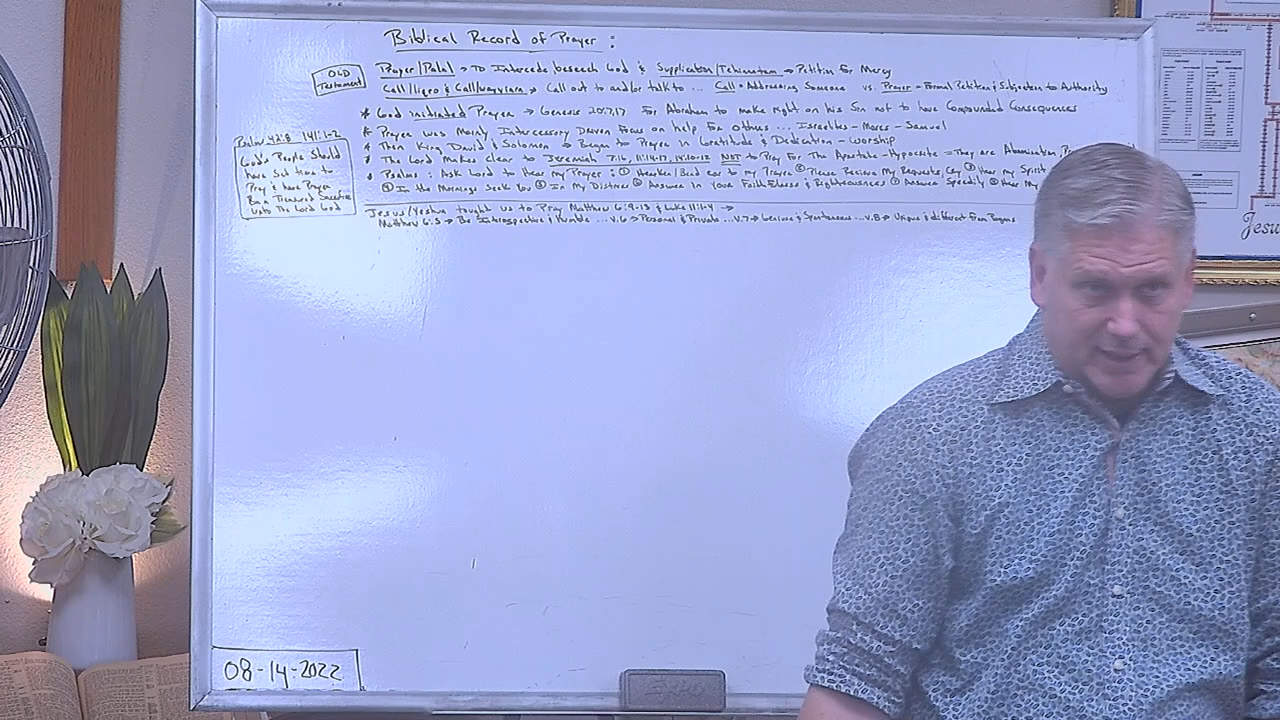 Biblical Record of Prayer :
OLD
Testament
Prayer/Palal - to Beseech God & Supplication/Techinatam → Petition for Mercy
Call out to and/or talk to ... Call = Addressing Someone vs. Prayer = Formal Petition & Subjection to Authority
* God indicated Prayer → Genesis 20:7,17 For Abraham to make right on his Sin not to have Compounded Consequences
* Prayer was Mainly Intercessory Driven Focus on help for others ... Israelites - Moses - Samuel
* Then King David & Solomon → Began to Prayer in Gratitude & Dedication - Worship
* The Lord Makes clear to Jeremiah 7:16, 11:14-17, 14:10-12 NOT to Pray For The Apostate - Hypocrite = They are Abomination
* Psalms : Ask Lord to Hear my Prayer : ① Hearken/Bend ear to my Prayer ② Please Recieve My Requests/Cry ③ Hear my Spirit
④ In the Mornings Seek You ⑤ In My Distress ⑥ Answer in your Faithfulness & Righteousness ⑦ Answer Speedily ⑧ Hear My
Psalm 42:8 141:1-2
God's People Should
have Set time to
Pray & have Prayer
Be a Treasured Sacrifice
Unto The Lord God
Jesus/Yeshua taught us to Pray Matthew 6:9-13 & Luke 11:1-4 →
Matthew 6:5 → Be Introspective & Humble ... v.6 → Personal & Private ... v.7 → Genuine & Spontaneous ... v.8 → Unique & different from Pagans
08-14-2022
Jesu
Expo